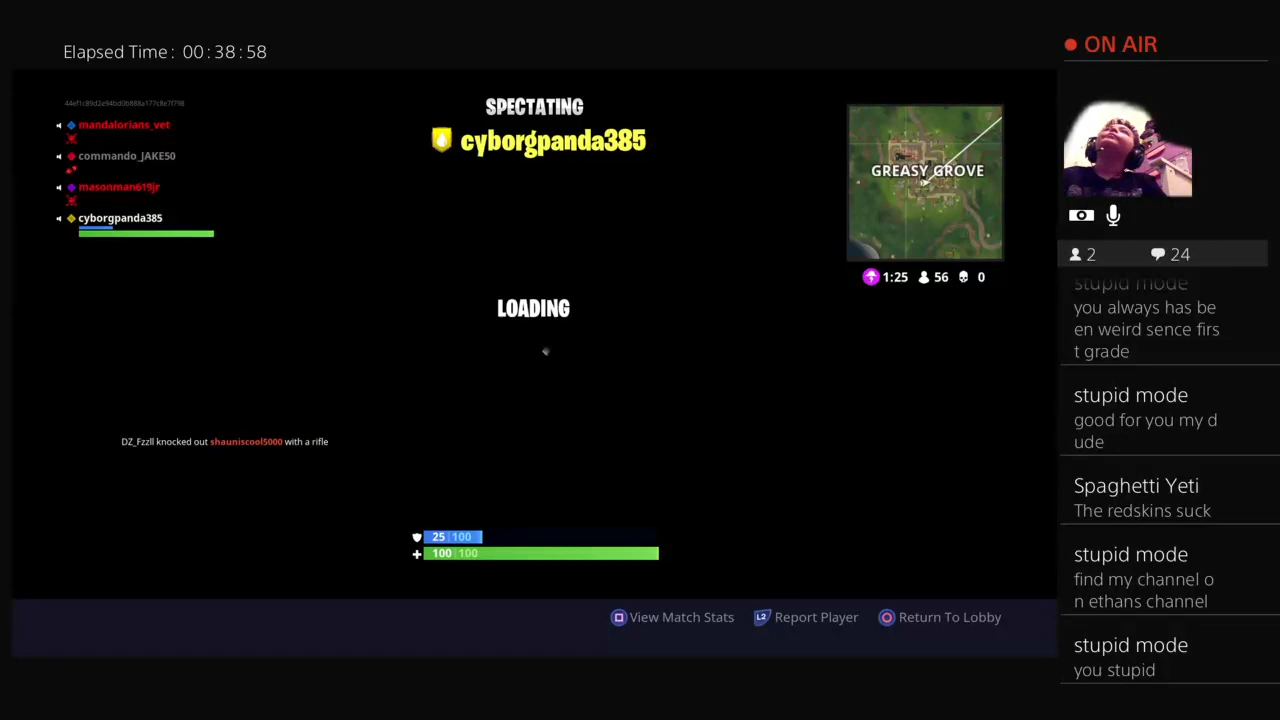 Elapsed Time: 00:38:58
ON AIR
mandalorians_vet
commando_JAKE50
masonman619jr
cyborgpanda385
SPECTATING
cyborgpanda385
GREASY GROVE
1:25 56 0
LOADING
DZ_Fzzll knocked out shauniscool5000 with a rifle
25 | 100
100 | 100
View Match Stats
L2 Report Player
Return To Lobby
2 24
stupid mode
you always has be
en weird sence firs
t grade
stupid mode
good for you my d
ude
Spaghetti Yeti
The redskins suck
stupid mode
find my channel o
n ethans channel
stupid mode
you stupid